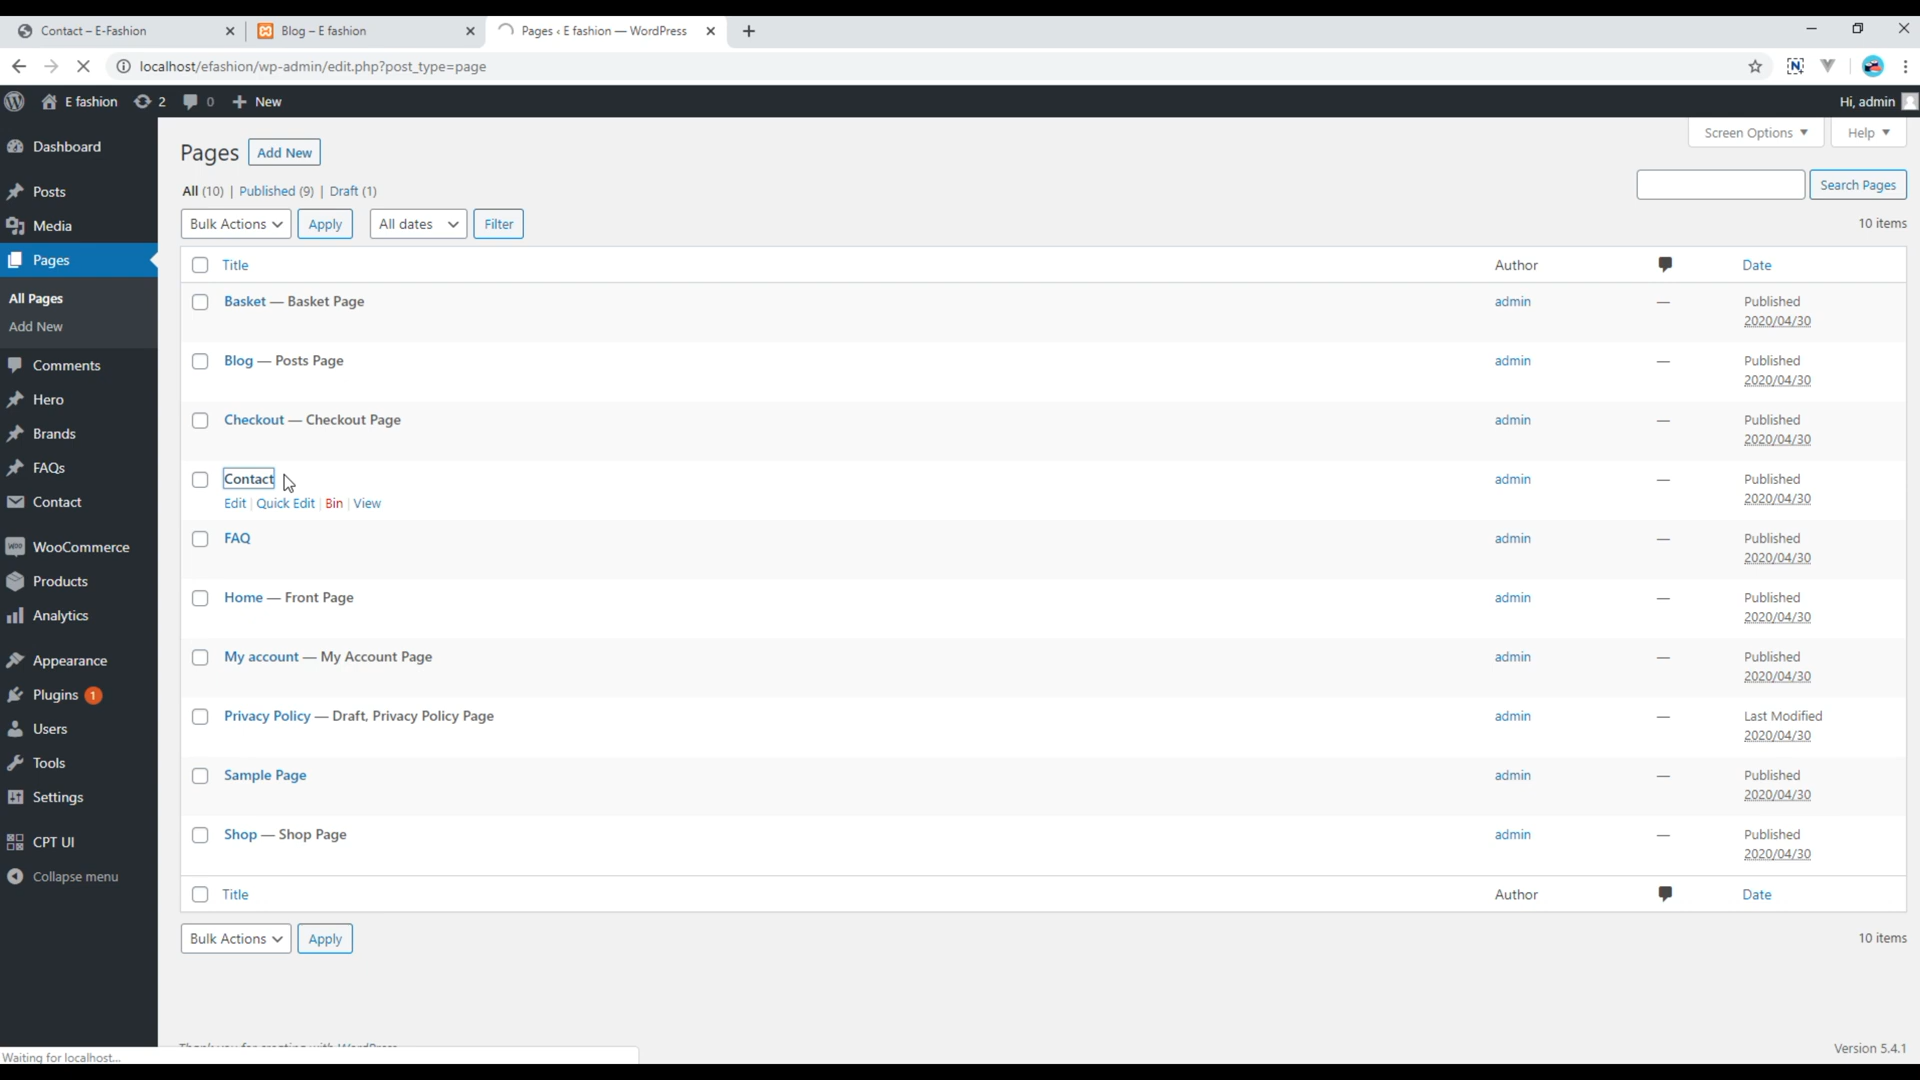 Contact – E-Fashion
Blog – E fashion
Pages ‹ E fashion — WordPress
localhost/efashion/wp-admin/edit.php?post_type=page
E fashion 2 0 New Hi, admin
Dashboard
Posts
Media
Pages
All Pages
Add New
Comments
Hero
Brands
FAQs
Contact
WooCommerce
Products
Analytics
Appearance
Plugins 1
Users
Tools
Settings
CPT UI
Collapse menu
Screen Options Help
Pages Add New
All (10) | Published (9) | Draft (1)
Search Pages
Bulk Actions Apply All dates Filter 10 items
Title Author Date
Basket — Basket Page admin — Published
2020/04/30
Blog — Posts Page admin — Published
2020/04/30
Checkout — Checkout Page admin — Published
2020/04/30
Contact admin — Published
Edit | Quick Edit | Bin | View 2020/04/30
FAQ admin — Published
2020/04/30
Home — Front Page admin — Published
2020/04/30
My account — My Account Page admin — Published
2020/04/30
Privacy Policy — Draft, Privacy Policy Page admin — Last Modified
2020/04/30
Sample Page admin — Published
2020/04/30
Shop — Shop Page admin — Published
2020/04/30
Title Author Date
Bulk Actions Apply 10 items
Thank you for creating with WordPress Version 5.4.1
Waiting for localhost...